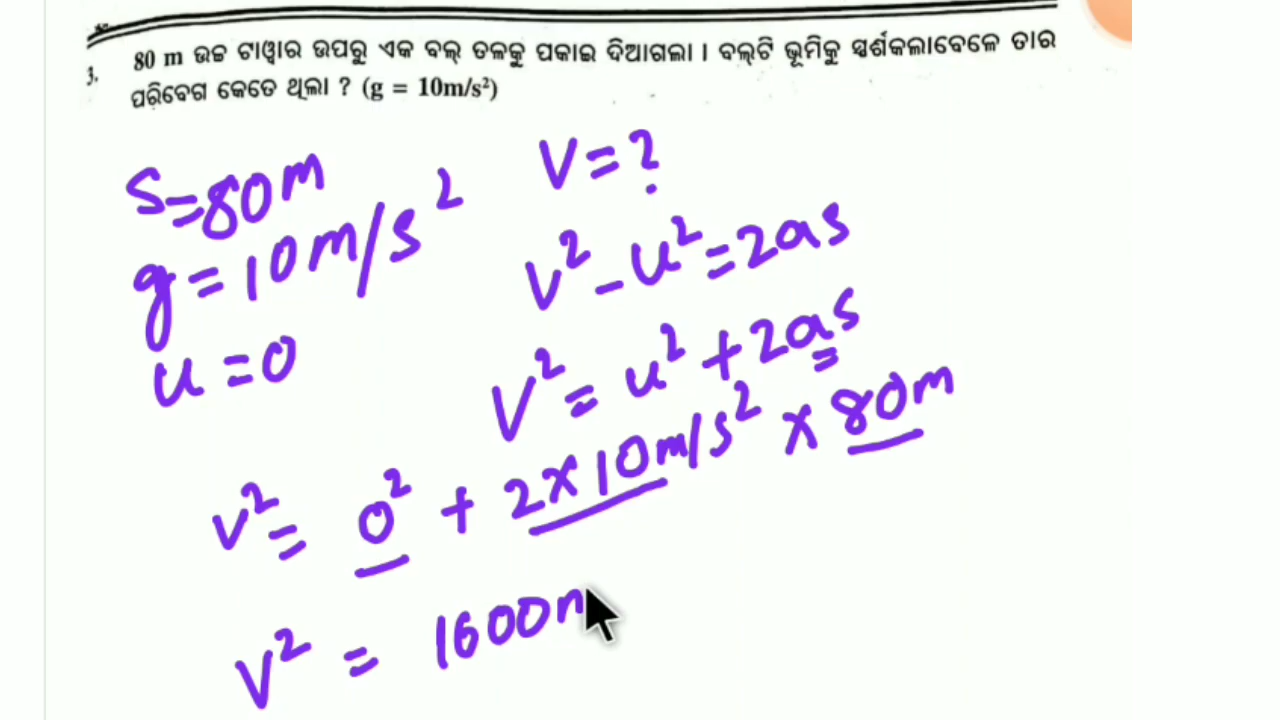 3. 80 m ଉଚ୍ଚ ଟାୱାର ଉପରୁ ଏକ ବଲ୍ ତଳକୁ ପକାଇ ଦିଆଗଲା । ବଲ୍‌ଟି ଭୂମିକୁ ସ୍ପର୍ଶକଲାବେଳେ ତାର
ପରିବେଗ କେତେ ଥିଲା ? (g = 10m/s²)
S=80m
g=10m/s²
u=0
V=?
V²-u²=2as
V²=u²+2as
V²= 0² + 2×10m/s² × 80m
V² = 1600